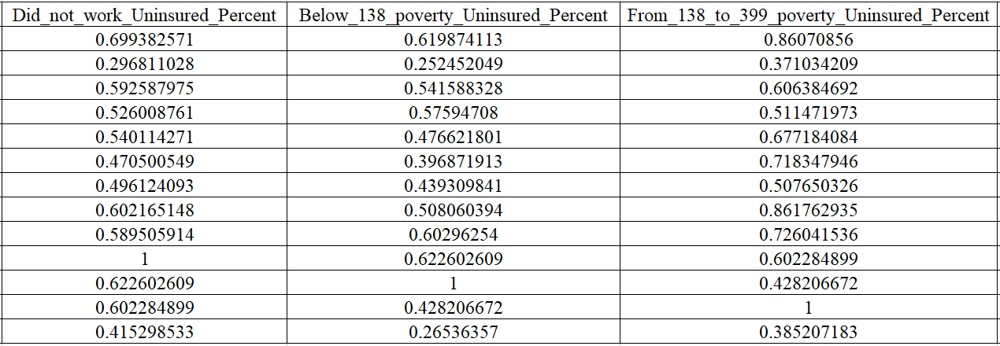 Did_not_work_Uninsured_Percent Below_138_poverty_Uninsured_Percent From_138_to_399_poverty_Uninsured_Percent
0.699382571 0.619874113 0.86070856
0.296811028 0.252452049 0.371034209
0.592587975 0.541588328 0.606384692
0.526008761 0.57594708 0.511471973
0.540114271 0.476621801 0.677184084
0.470500549 0.396871913 0.718347946
0.496124093 0.439309841 0.507650326
0.602165148 0.508060394 0.861762935
0.589505914 0.60296254 0.726041536
1 0.622602609 0.602284899
0.622602609 1 0.428206672
0.602284899 0.428206672 1
0.415298533 0.26536357 0.385207183